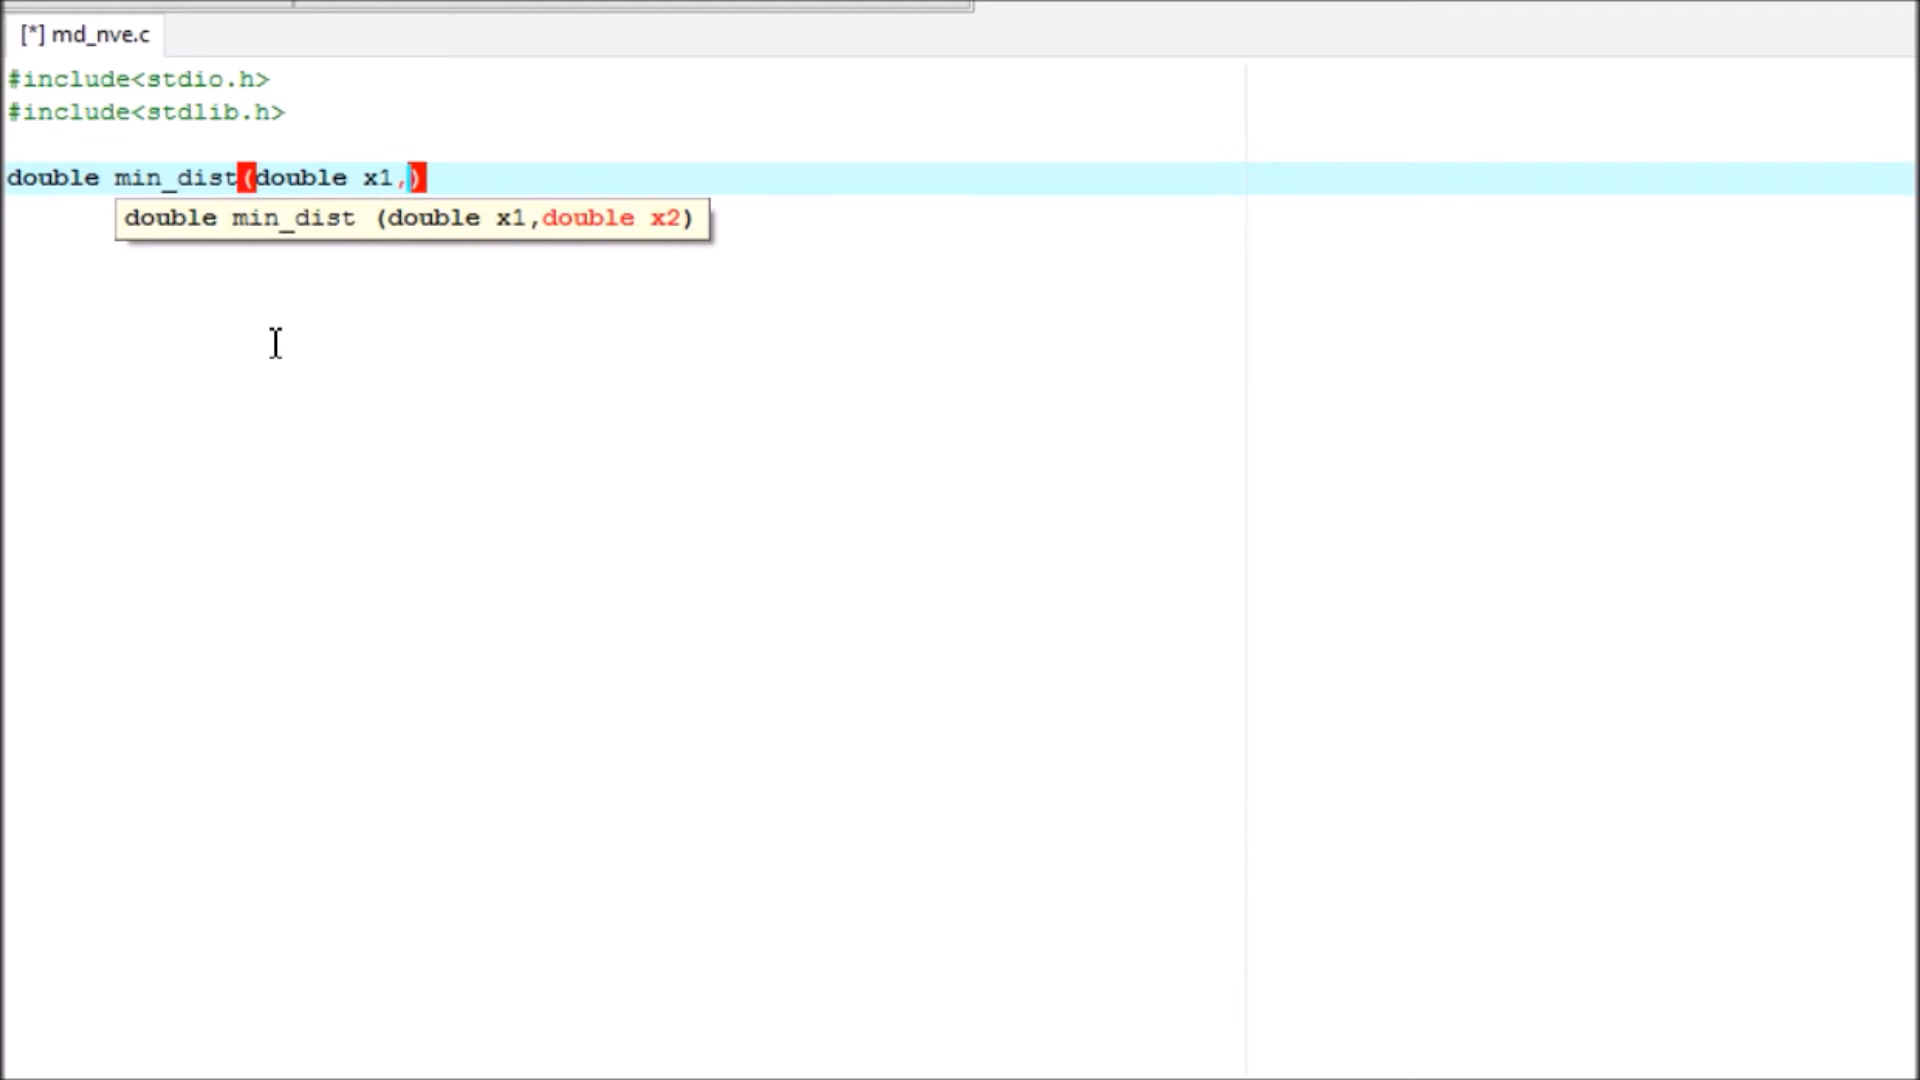 [*] md_nve.c
#include<stdio.h>
#include<stdlib.h>
double min_dist(double x1,)
double min_dist (double x1,double x2)